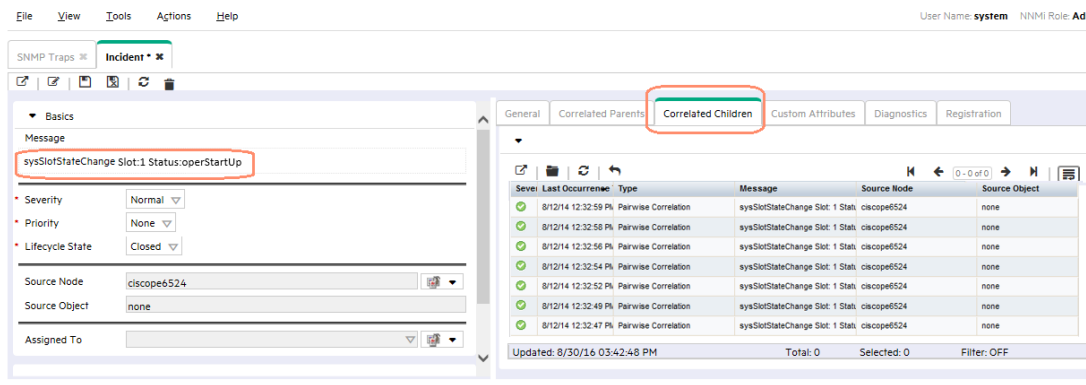 File View Tools Actions Help User Name: system NNMi Role: Ad
SNMP Traps Incident *
Basics
Message
sysSlotStateChange Slot:1 Status:operStartUp
* Severity Normal
* Priority None
* Lifecycle State Closed
Source Node ciscope6524
Source Object none
Assigned To
General Correlated Parents Correlated Children Custom Attributes Diagnostics Registration
0 - 0 of 0
Sever Last Occurrence Type Message Source Node Source Object
8/12/14 12:32:59 PM Pairwise Correlation sysSlotStateChange Slot: 1 Statu ciscope6524 none
8/12/14 12:32:58 PM Pairwise Correlation sysSlotStateChange Slot: 1 Statu ciscope6524 none
8/12/14 12:32:56 PM Pairwise Correlation sysSlotStateChange Slot: 1 Statu ciscope6524 none
8/12/14 12:32:54 PM Pairwise Correlation sysSlotStateChange Slot: 1 Statu ciscope6524 none
8/12/14 12:32:52 PM Pairwise Correlation sysSlotStateChange Slot: 1 Statu ciscope6524 none
8/12/14 12:32:49 PM Pairwise Correlation sysSlotStateChange Slot: 1 Statu ciscope6524 none
8/12/14 12:32:47 PM Pairwise Correlation sysSlotStateChange Slot: 1 Statu ciscope6524 none
Updated: 8/30/16 03:42:48 PM Total: 0 Selected: 0 Filter: OFF